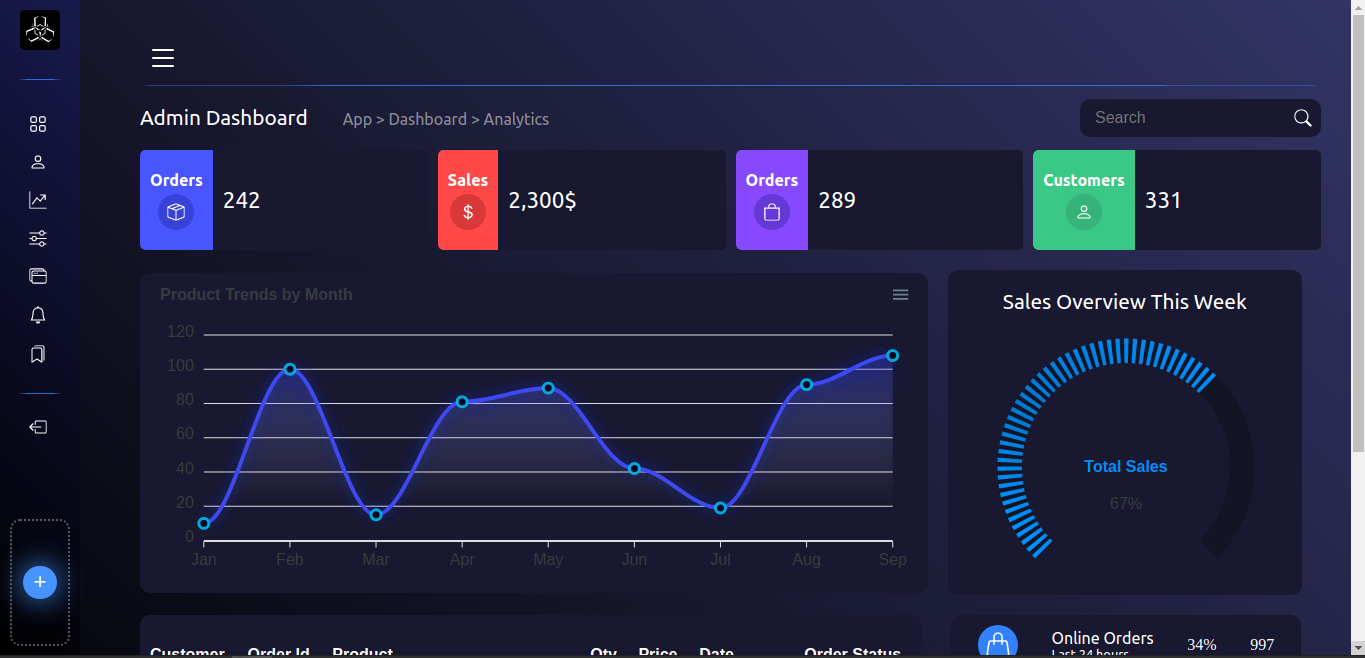 Admin Dashboard
App > Dashboard > Analytics
Search
Orders
242
Sales
$
2,300$
Orders
289
Customers
331
Product Trends by Month
120
100
80
60
40
20
0
Jan Feb Mar Apr May Jun Jul Aug Sep
Sales Overview This Week
Total Sales
67%
+
Customer Order Id Product Qty Price Date Order Status
Online Orders
Last 24 hours
34%
997